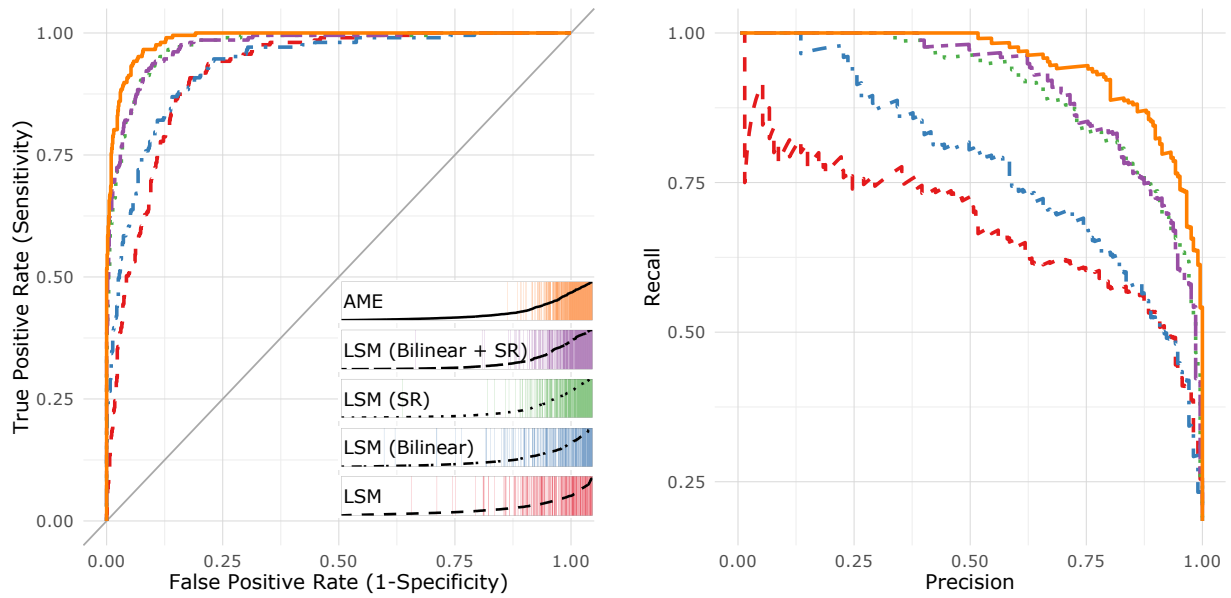 True Positive Rate (Sensitivity)
1.00
0.75
0.50
0.25
0.00
AME
LSM (Bilinear + SR)
LSM (SR)
LSM (Bilinear)
LSM
0.00 0.25 0.50 0.75 1.00
False Positive Rate (1-Specificity)
Recall
1.00
0.75
0.50
0.25
0.00 0.25 0.50 0.75 1.00
Precision